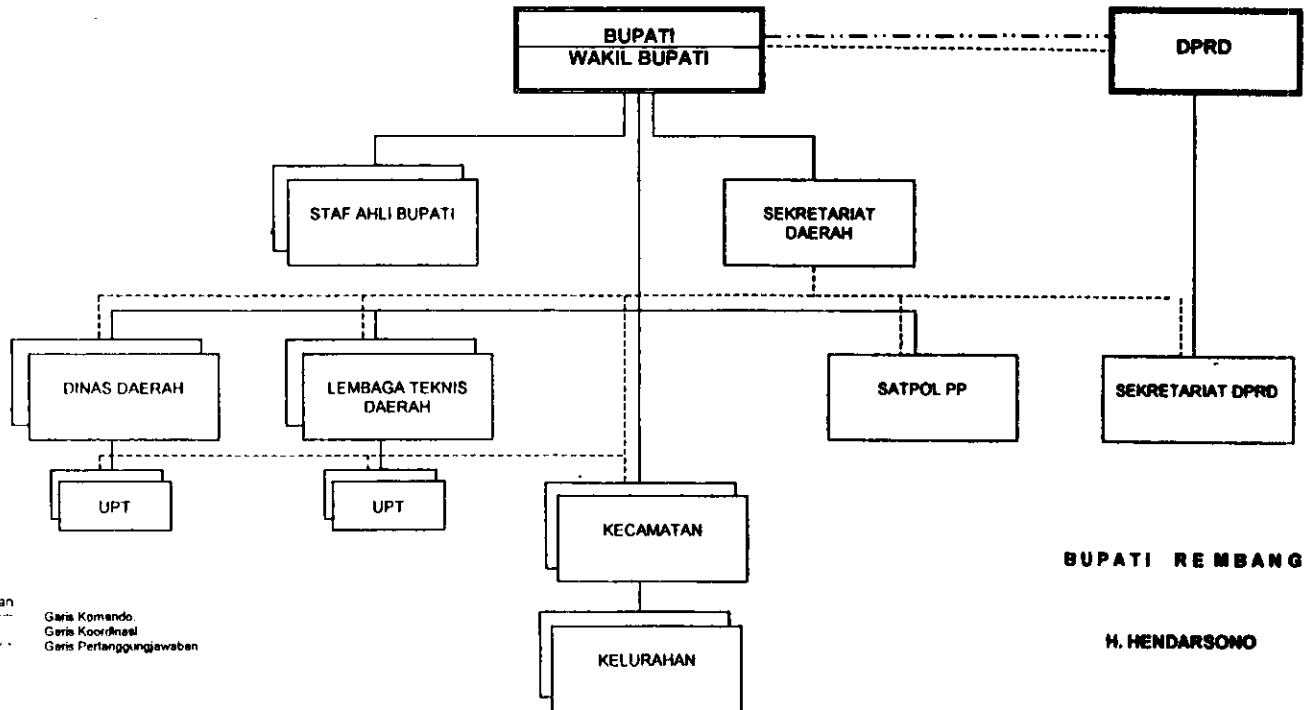 BUPATI
WAKIL BUPATI
DPRD
STAF AHLI BUPATI
SEKRETARIAT
DAERAH
DINAS DAERAH
LEMBAGA TEKNIS
DAERAH
SATPOL PP
SEKRETARIAT DPRD
UPT
UPT
KECAMATAN
KELURAHAN
an
Garis Komando.
Garis Koordinasi
Garis Pertanggungjawaban
BUPATI REMBANG
H. HENDARSONO